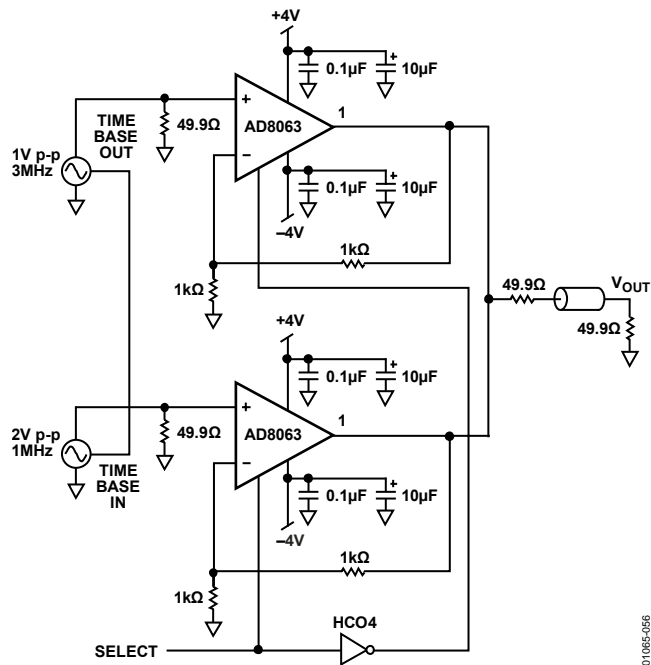 +4V
0.1µF
10µF
+
TIME
BASE
OUT
49.9Ω
+
AD8063
–
1
1V p-p
3MHz
0.1µF
10µF
+
–4V
1kΩ
1kΩ
49.9Ω
VOUT
49.9Ω
+4V
0.1µF
10µF
+
2V p-p
1MHz
TIME
BASE
IN
49.9Ω
+
AD8063
–
1
0.1µF
10µF
+
–4V
1kΩ
1kΩ
HCO4
SELECT
01065-056